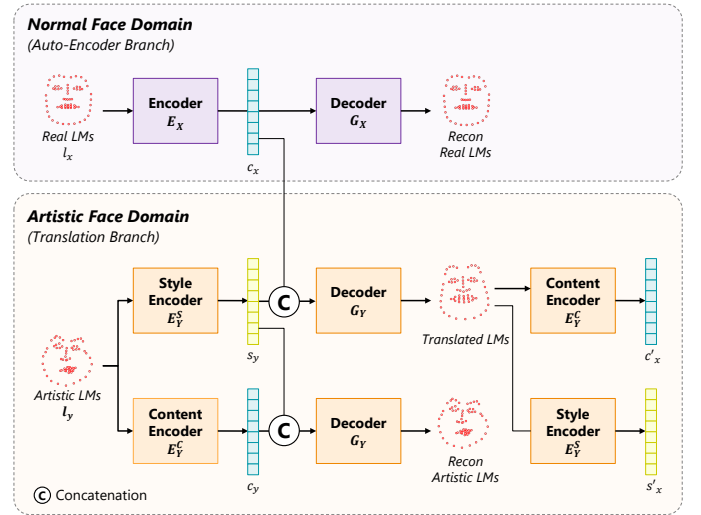 Normal Face Domain
(Auto-Encoder Branch)
Real LMs
l_x
Encoder
E_X
c_x
Decoder
G_X
Recon
Real LMs
Artistic Face Domain
(Translation Branch)
Artistic LMs
l_y
Style
Encoder
E_Y^S
s_y
C
Decoder
G_Y
Translated LMs
Content
Encoder
E_Y^C
c'_x
Content
Encoder
E_Y^C
c_y
C
Decoder
G_Y
Recon
Artistic LMs
Style
Encoder
E_Y^S
s'_x
C Concatenation